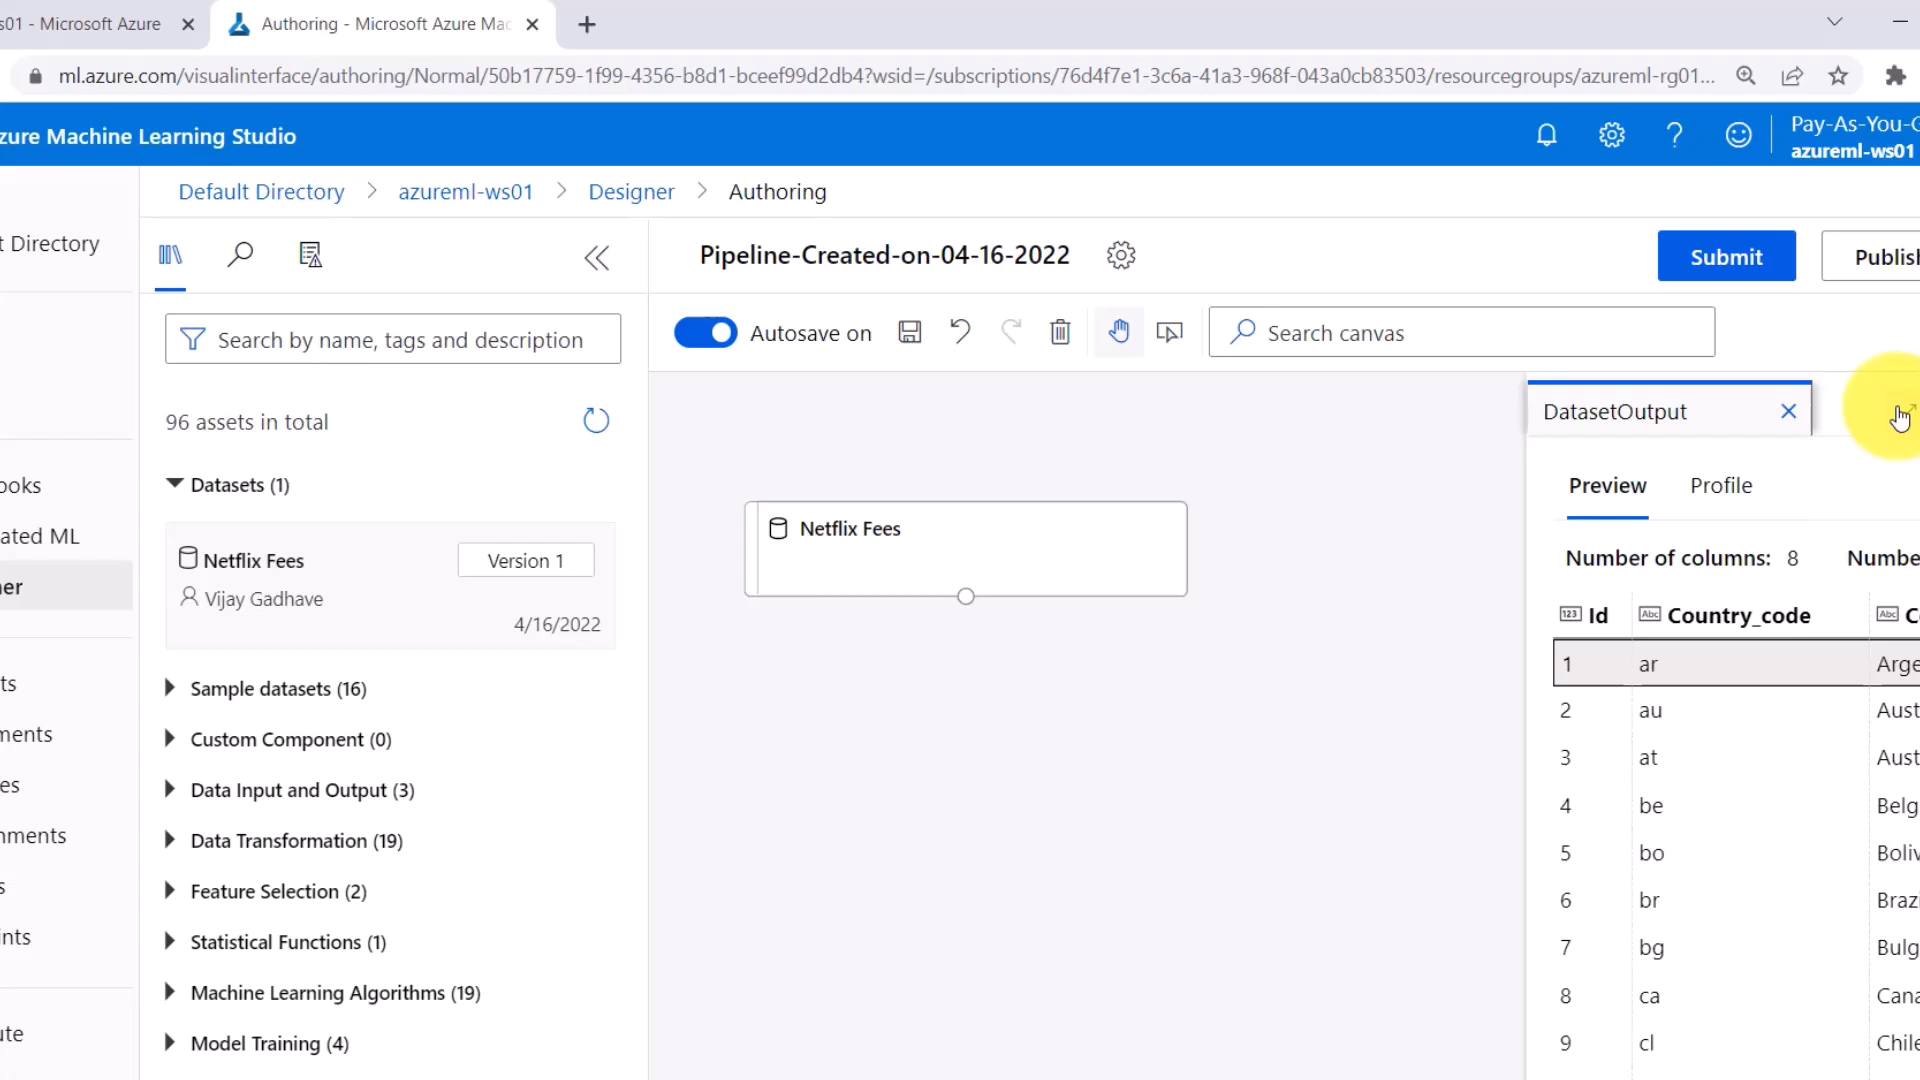 s01 - Microsoft Azure
Authoring - Microsoft Azure Mac
ml.azure.com/visualinterface/authoring/Normal/50b17759-1f99-4356-b8d1-bceef99d2db4?wsid=/subscriptions/76d4f7e1-3c6a-41a3-968f-043a0cb83503/resourcegroups/azureml-rg01...
zure Machine Learning Studio
Pay-As-You-G
azureml-ws01
Default Directory > azureml-ws01 > Designer > Authoring
t Directory
ooks
ated ML
er
ts
ments
es
nments
s
ints
ute
Search by name, tags and description
96 assets in total
Datasets (1)
Netflix Fees
Version 1
Vijay Gadhave
4/16/2022
Sample datasets (16)
Custom Component (0)
Data Input and Output (3)
Data Transformation (19)
Feature Selection (2)
Statistical Functions (1)
Machine Learning Algorithms (19)
Model Training (4)
Pipeline-Created-on-04-16-2022
Submit
Publish
Autosave on
Search canvas
Netflix Fees
DatasetOutput
Preview Profile
Number of columns: 8 Numbe
123 Id Abc Country_code Abc C
1 ar Arge
2 au Aust
3 at Aust
4 be Belg
5 bo Boliv
6 br Brazi
7 bg Bulg
8 ca Cana
9 cl Chile